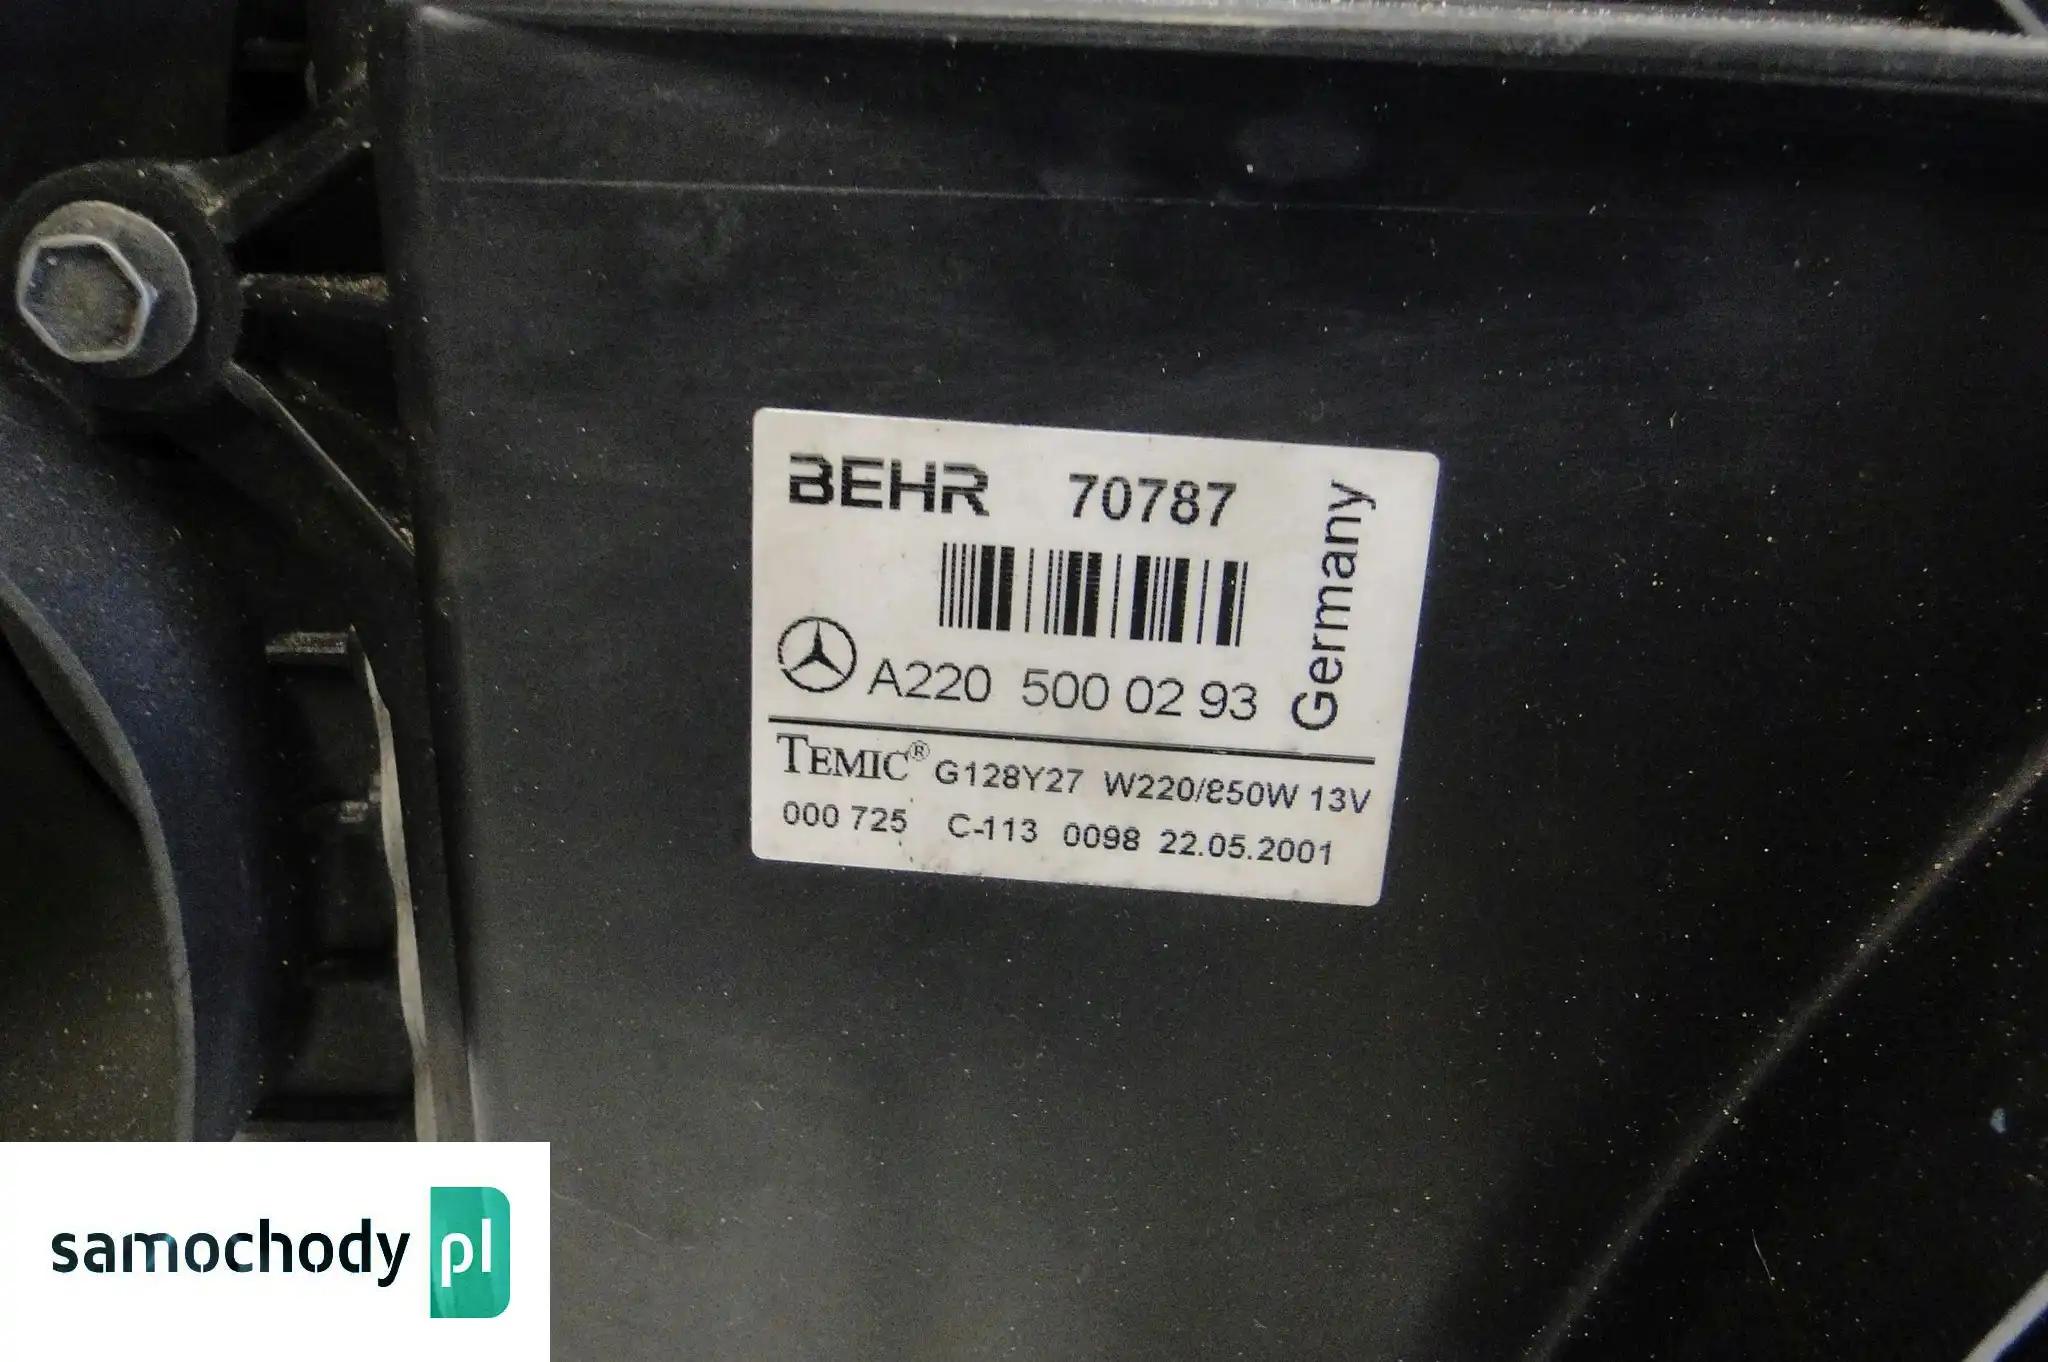 BEHR 70787
Germany
A220 500 02 93
TEMIC® G128Y27 W220/850W 13V
000 725 C-113 0098 22.05.2001
samochody pl